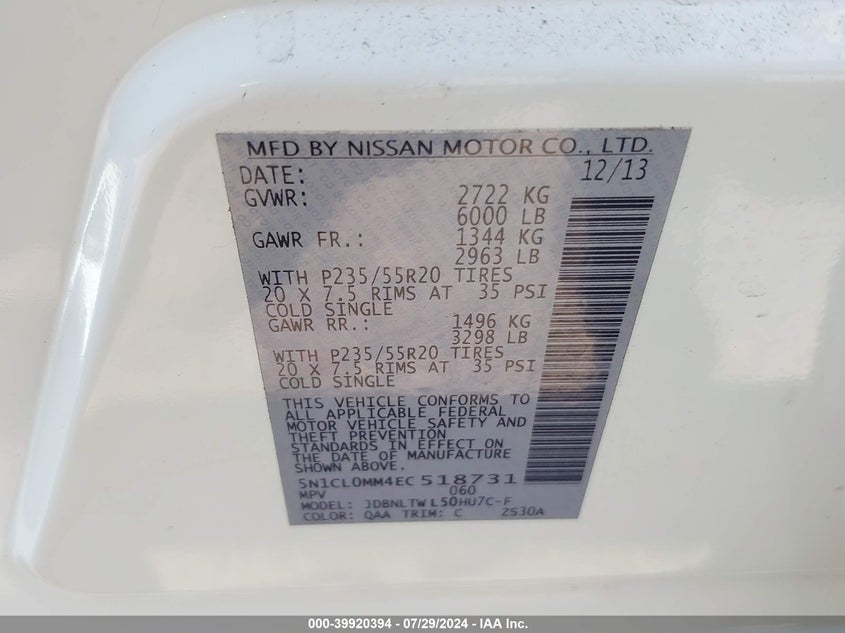 MFD BY NISSAN MOTOR CO., LTD.
DATE: 12/13
GVWR: 2722 KG
6000 LB
GAWR FR.: 1344 KG
2963 LB
WITH P235/55R20 TIRES
20 X 7.5 RIMS AT 35 PSI
COLD SINGLE
GAWR RR.: 1496 KG
3298 LB
WITH P235/55R20 TIRES
20 X 7.5 RIMS AT 35 PSI
COLD SINGLE
THIS VEHICLE CONFORMS TO
ALL APPLICABLE FEDERAL
MOTOR VEHICLE SAFETY AND
THEFT PREVENTION
STANDARDS IN EFFECT ON
THE DATE OF MANUFACTURE
SHOWN ABOVE.
5N1CL0MM4EC518731
MPV 060
MODEL: JDBNLTWL50HU7C-F
COLOR: QAA TRIM: C ZS30A
000-39920394 - 07/29/2024 - IAA Inc.